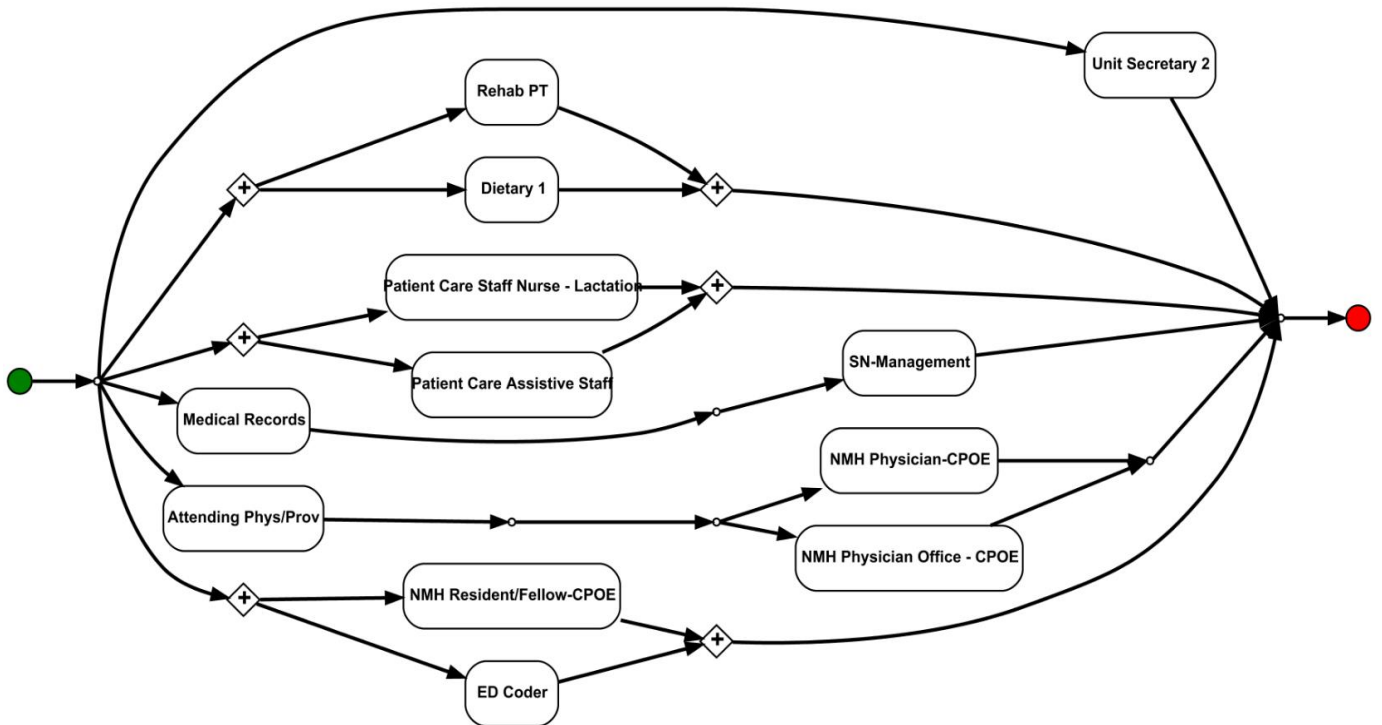 Unit Secretary 2
Rehab PT
+
Dietary 1
+
Patient Care Staff Nurse - Lactation
+
+
SN-Management
Patient Care Assistive Staff
Medical Records
NMH Physician-CPOE
Attending Phys/Prov
NMH Physician Office - CPOE
NMH Resident/Fellow-CPOE
+
+
ED Coder